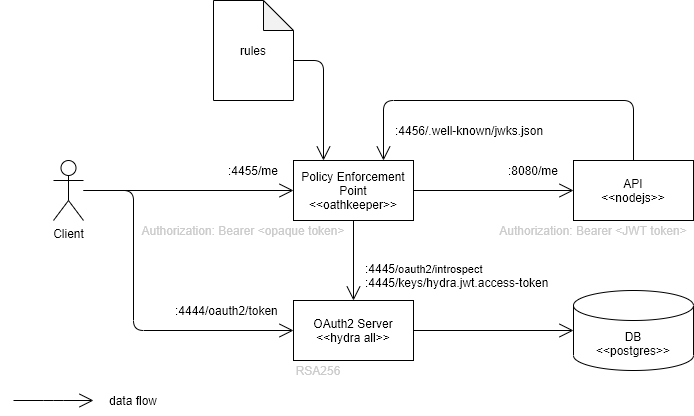 rules
:4456/.well-known/jwks.json
:4455/me
Policy Enforcement
Point
<<oathkeeper>>
:8080/me
API
<<nodejs>>
Client
Authorization: Bearer <opaque token>
Authorization: Bearer <JWT token>
:4445/oauth2/introspect
:4445/keys/hydra.jwt.access-token
:4444/oauth2/token
OAuth2 Server
<<hydra all>>
DB
<<postgres>>
RSA256
data flow